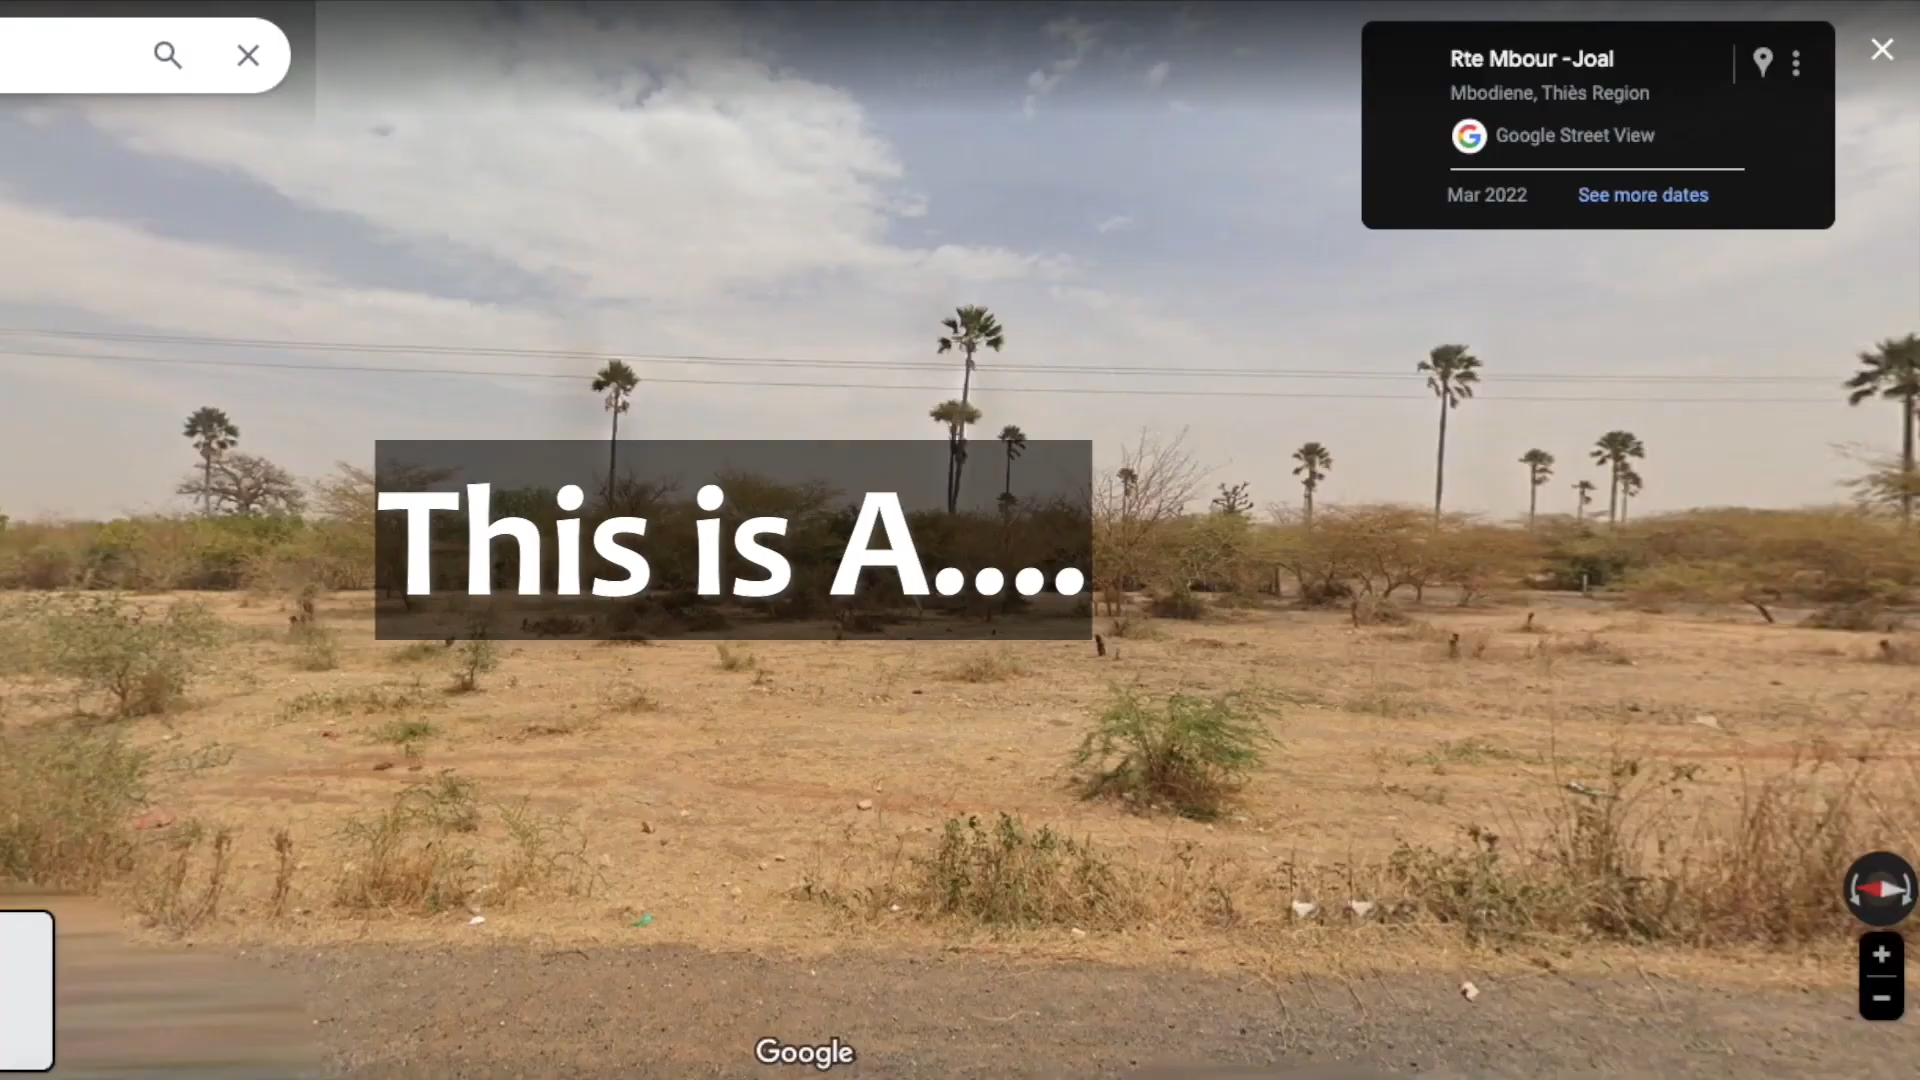 Rte Mbour -Joal
Mbodiene, Thiès Region
Google Street View
Mar 2022 See more dates
This is A....
Google